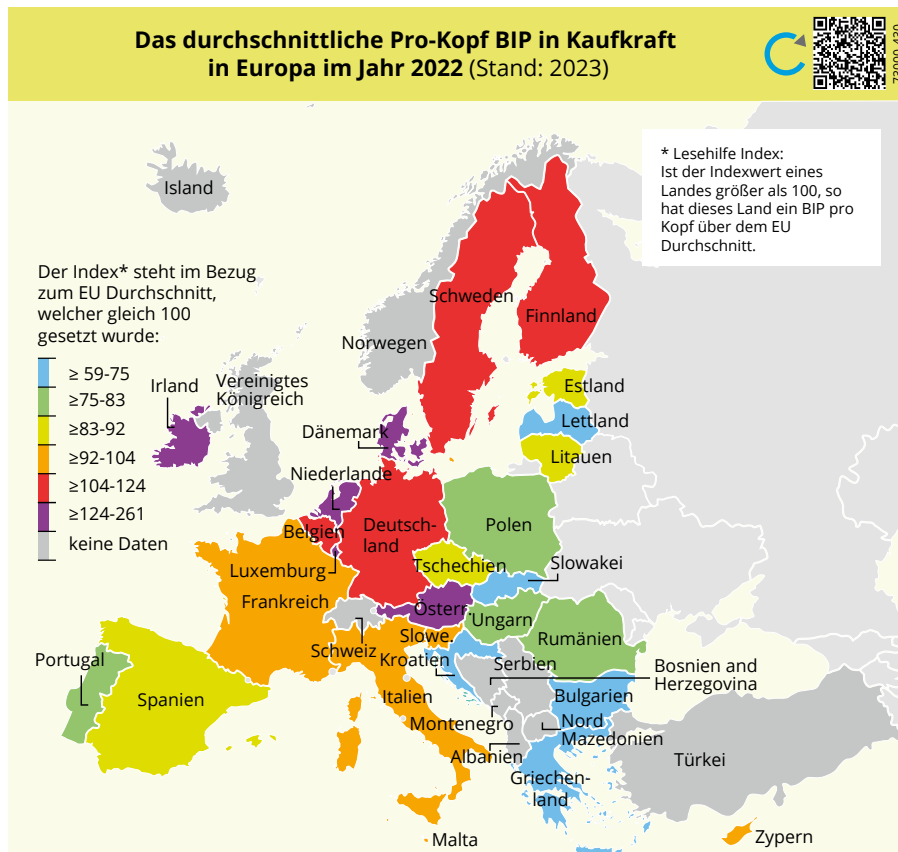 Das durchschnittliche Pro-Kopf BIP in Kaufkraft
in Europa im Jahr 2022 (Stand: 2023)
* Lesehilfe Index:
Ist der Indexwert eines
Landes größer als 100, so
hat dieses Land ein BIP pro
Kopf über dem EU
Durchschnitt.
Der Index* steht im Bezug
zum EU Durchschnitt,
welcher gleich 100
gesetzt wurde:
≥ 59-75
≥75-83
≥83-92
≥92-104
≥104-124
≥124-261
keine Daten
Island
Schweden
Finnland
Norwegen
Irland
Vereinigtes
Königreich
Estland
Lettland
Litauen
Dänemark
Niederlande
Belgien
Deutsch-
land
Polen
Luxemburg
Tschechien
Slowakei
Frankreich
Österr.
Ungarn
Slowe.
Rumänien
Schweiz
Kroatien
Serbien
Bosnien and
Herzegovina
Portugal
Spanien
Italien
Bulgarien
Montenegro
Nord
Mazedonien
Albanien
Türkei
Griechen-
land
Malta
Zypern